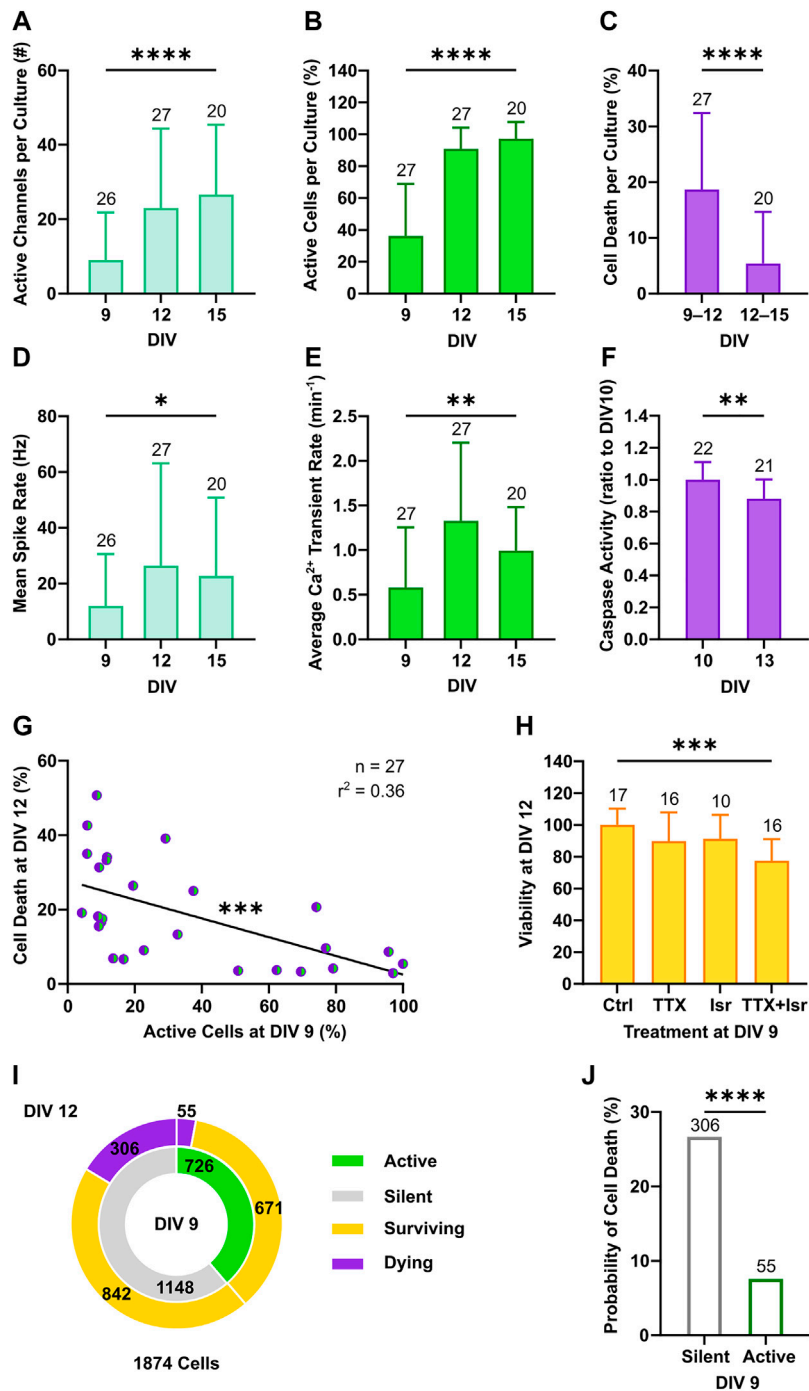 A
Active Channels per Culture (#)
60
40
20
0
****
26
27
20
9
12
15
DIV
B
Active Cells per Culture (%)
140
120
100
80
60
40
20
0
****
27
27
20
9
12
15
DIV
C
Cell Death per Culture (%)
40
30
20
10
0
****
27
20
9–12
12–15
DIV
D
Mean Spike Rate (Hz)
80
60
40
20
0
*
26
27
20
9
12
15
DIV
E
Average Ca²⁺ Transient Rate (min⁻¹)
2.5
2.0
1.5
1.0
0.5
0.0
**
27
27
20
9
12
15
DIV
F
Caspase Activity (ratio to DIV10)
1.4
1.2
1.0
0.8
0.6
0.4
0.2
0.0
**
22
21
10
13
DIV
G
Cell Death at DIV 12 (%)
60
40
20
0
n = 27
r² = 0.36
***
0
20
40
60
80
100
Active Cells at DIV 9 (%)
H
Viability at DIV 12
140
120
100
80
60
40
20
0
***
17
16
10
16
Ctrl
TTX
Isr
TTX+Isr
Treatment at DIV 9
I
DIV 12
55
306
726
671
DIV 9
842
1148
1874 Cells
Active
Silent
Surviving
Dying
J
Probability of Cell Death (%)
30
20
10
0
****
306
55
Silent
Active
DIV 9